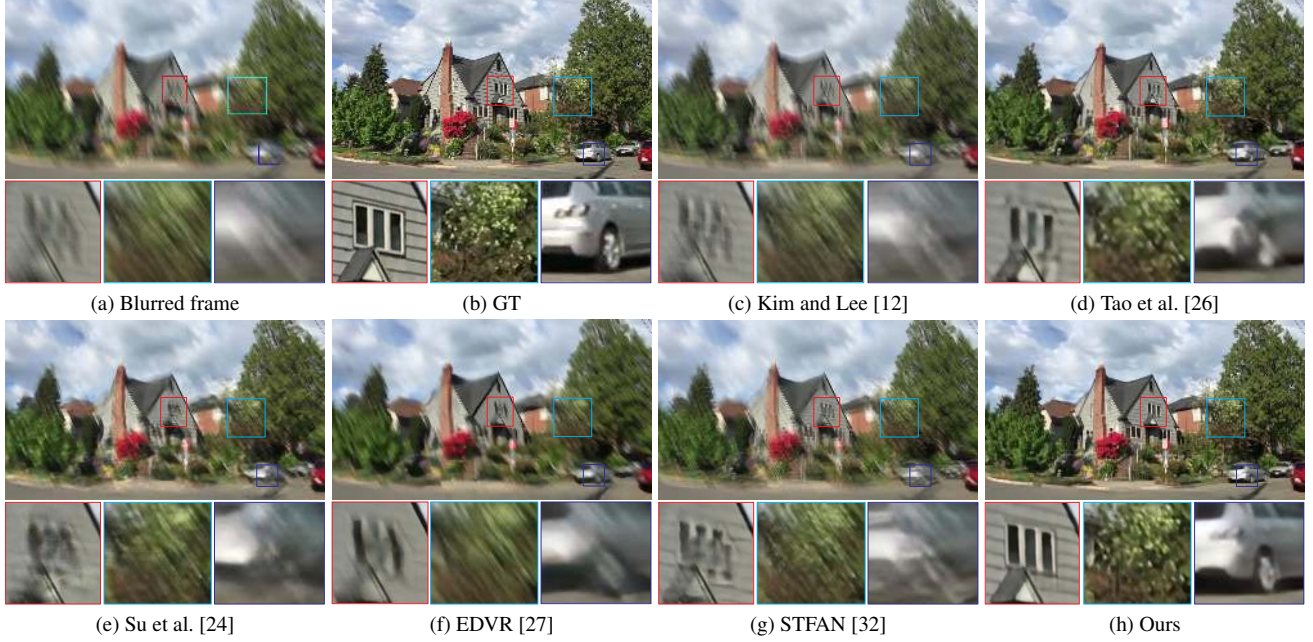 (a) Blurred frame
(b) GT
(c) Kim and Lee [12]
(d) Tao et al. [26]
(e) Su et al. [24]
(f) EDVR [27]
(g) STFAN [32]
(h) Ours